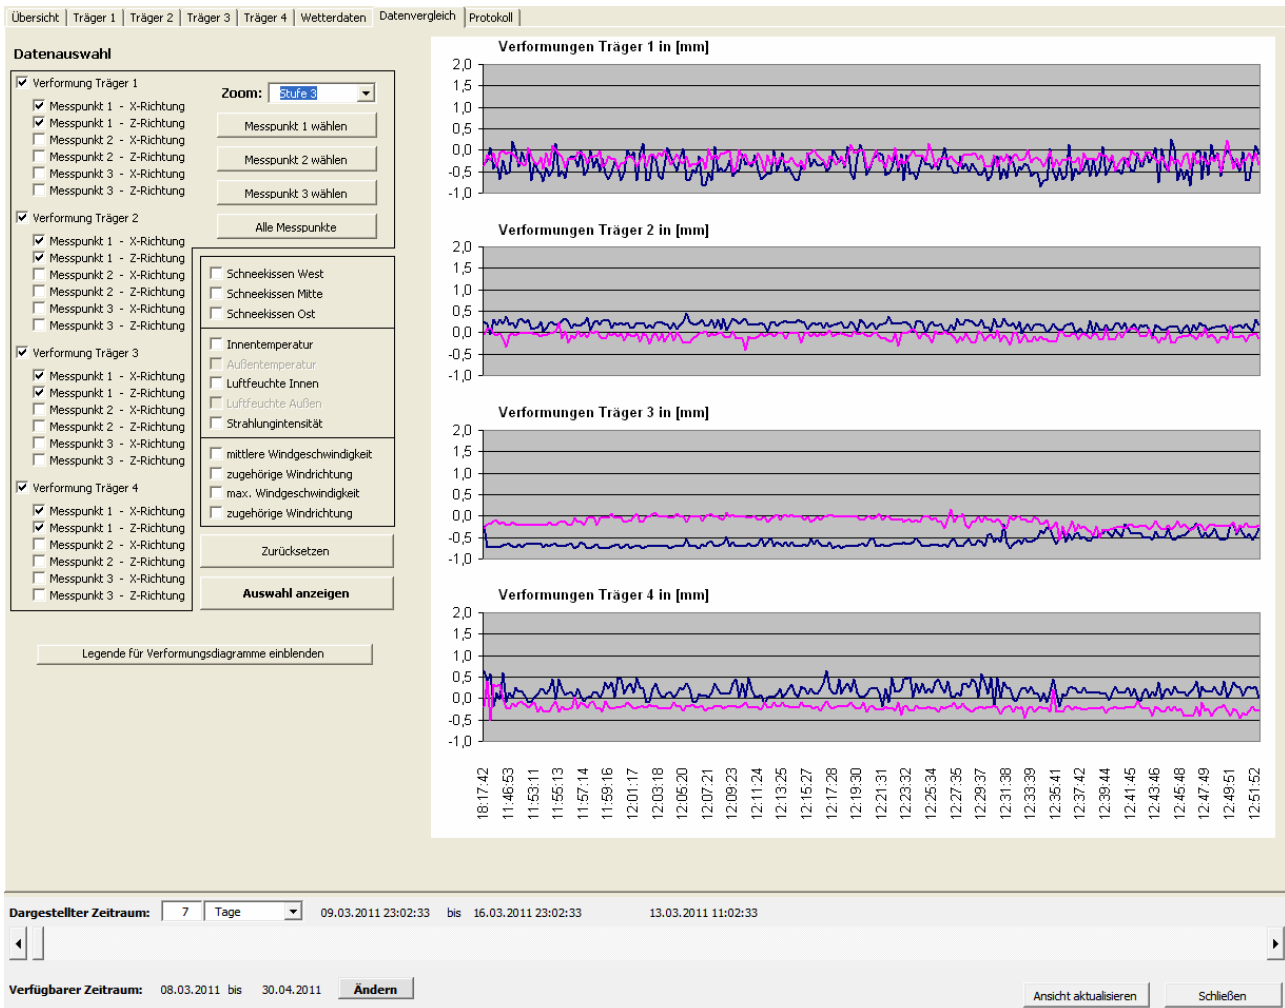 Übersicht Träger 1 Träger 2 Träger 3 Träger 4 Wetterdaten Datenvergleich Protokoll
Datenauswahl
Verformung Träger 1
Messpunkt 1 - X-Richtung
Messpunkt 1 - Z-Richtung
Messpunkt 2 - X-Richtung
Messpunkt 2 - Z-Richtung
Messpunkt 3 - X-Richtung
Messpunkt 3 - Z-Richtung
Verformung Träger 2
Messpunkt 1 - X-Richtung
Messpunkt 1 - Z-Richtung
Messpunkt 2 - X-Richtung
Messpunkt 2 - Z-Richtung
Messpunkt 3 - X-Richtung
Messpunkt 3 - Z-Richtung
Verformung Träger 3
Messpunkt 1 - X-Richtung
Messpunkt 1 - Z-Richtung
Messpunkt 2 - X-Richtung
Messpunkt 2 - Z-Richtung
Messpunkt 3 - X-Richtung
Messpunkt 3 - Z-Richtung
Verformung Träger 4
Messpunkt 1 - X-Richtung
Messpunkt 1 - Z-Richtung
Messpunkt 2 - X-Richtung
Messpunkt 2 - Z-Richtung
Messpunkt 3 - X-Richtung
Messpunkt 3 - Z-Richtung
Zoom: Stufe 3
Messpunkt 1 wählen
Messpunkt 2 wählen
Messpunkt 3 wählen
Alle Messpunkte
Schneekissen West
Schneekissen Mitte
Schneekissen Ost
Innentemperatur
Außentemperatur
Luftfeuchte Innen
Luftfeuchte Außen
Strahlungintensität
mittlere Windgeschwindigkeit
zugehörige Windrichtung
max. Windgeschwindigkeit
zugehörige Windrichtung
Zurücksetzen
Auswahl anzeigen
Legende für Verformungsdiagramme einblenden
Verformungen Träger 1 in [mm]
2,0
1,5
1,0
0,5
0,0
-0,5
-1,0
Verformungen Träger 2 in [mm]
2,0
1,5
1,0
0,5
0,0
-0,5
-1,0
Verformungen Träger 3 in [mm]
2,0
1,5
1,0
0,5
0,0
-0,5
-1,0
Verformungen Träger 4 in [mm]
2,0
1,5
1,0
0,5
0,0
-0,5
-1,0
18:17:42
11:46:53
11:53:11
11:55:13
11:57:14
11:59:16
12:01:17
12:03:18
12:05:20
12:07:21
12:09:23
12:11:24
12:13:25
12:15:27
12:17:28
12:19:30
12:21:31
12:23:32
12:25:34
12:27:35
12:29:37
12:31:38
12:33:39
12:35:41
12:37:42
12:39:44
12:41:45
12:43:46
12:45:48
12:47:49
12:49:51
12:51:52
Dargestellter Zeitraum: 7 Tage 09.03.2011 23:02:33 bis 16.03.2011 23:02:33 13.03.2011 11:02:33
Verfügbarer Zeitraum: 08.03.2011 bis 30.04.2011 Ändern
Ansicht aktualisieren Schließen